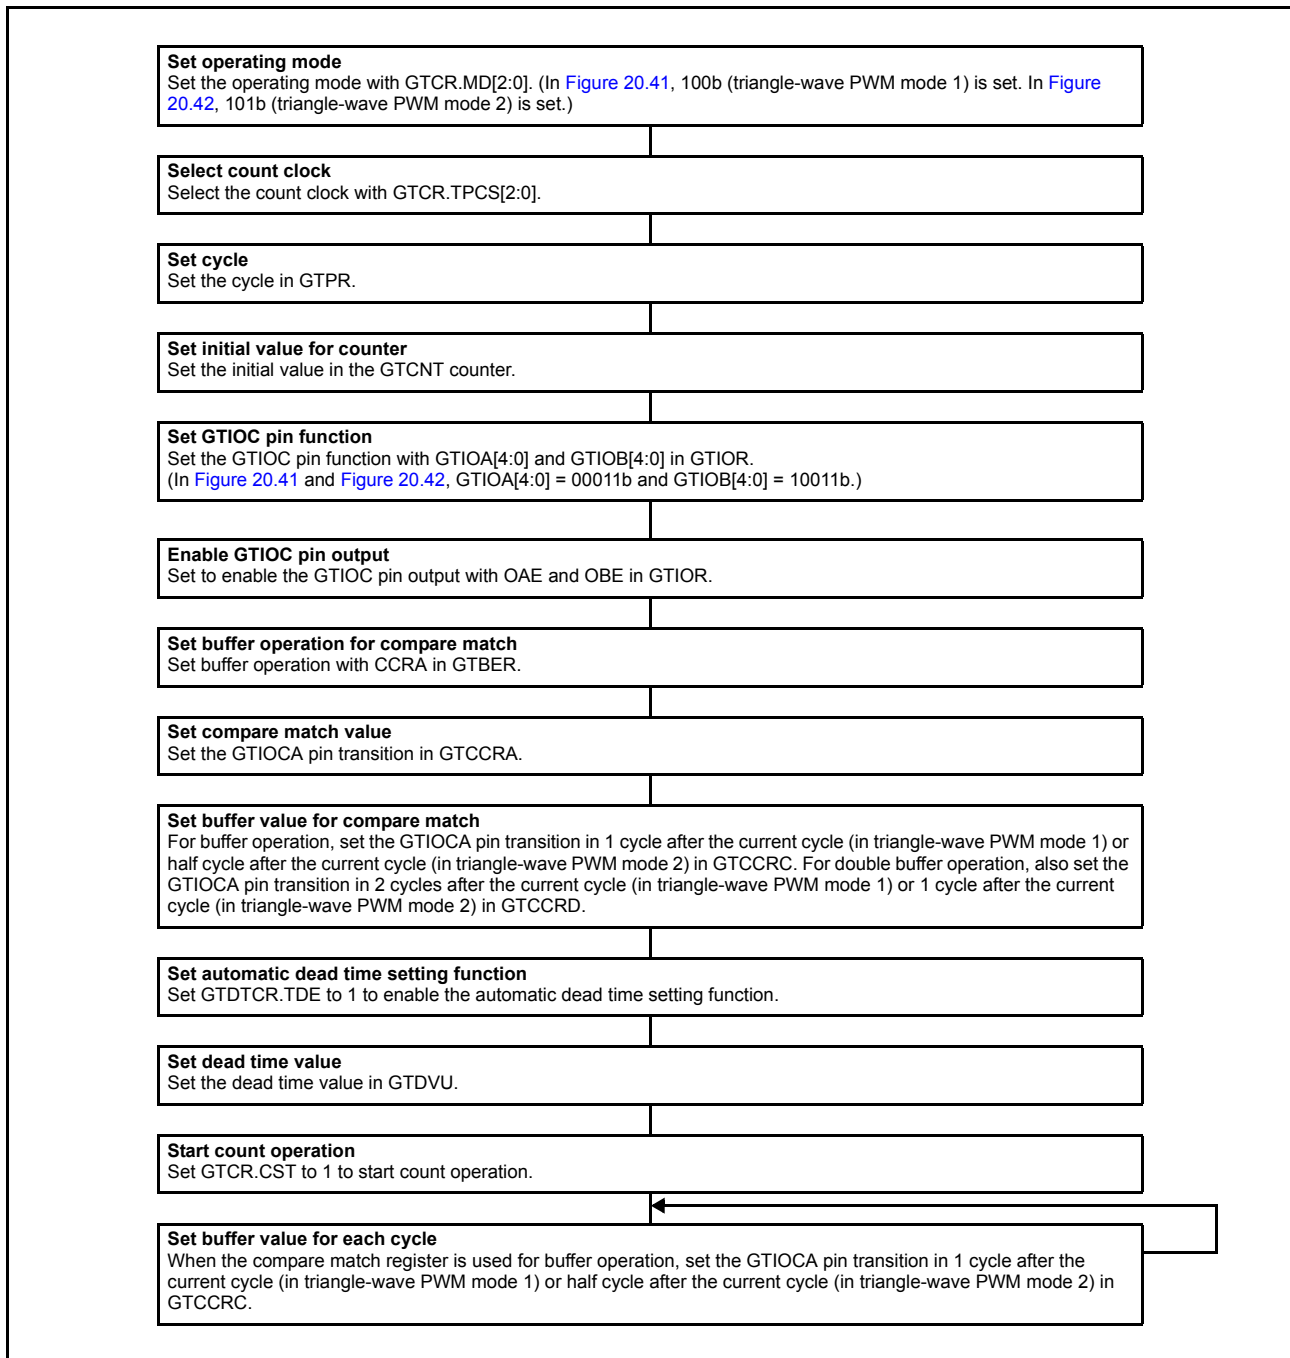 Set operating mode
Set the operating mode with GTCR.MD[2:0]. (In Figure 20.41, 100b (triangle-wave PWM mode 1) is set. In Figure
20.42, 101b (triangle-wave PWM mode 2) is set.)
Select count clock
Select the count clock with GTCR.TPCS[2:0].
Set cycle
Set the cycle in GTPR.
Set initial value for counter
Set the initial value in the GTCNT counter.
Set GTIOC pin function
Set the GTIOC pin function with GTIOA[4:0] and GTIOB[4:0] in GTIOR.
(In Figure 20.41 and Figure 20.42, GTIOA[4:0] = 00011b and GTIOB[4:0] = 10011b.)
Enable GTIOC pin output
Set to enable the GTIOC pin output with OAE and OBE in GTIOR.
Set buffer operation for compare match
Set buffer operation with CCRA in GTBER.
Set compare match value
Set the GTIOCA pin transition in GTCCRA.
Set buffer value for compare match
For buffer operation, set the GTIOCA pin transition in 1 cycle after the current cycle (in triangle-wave PWM mode 1) or
half cycle after the current cycle (in triangle-wave PWM mode 2) in GTCCRC. For double buffer operation, also set the
GTIOCA pin transition in 2 cycles after the current cycle (in triangle-wave PWM mode 1) or 1 cycle after the current
cycle (in triangle-wave PWM mode 2) in GTCCRD.
Set automatic dead time setting function
Set GTDTCR.TDE to 1 to enable the automatic dead time setting function.
Set dead time value
Set the dead time value in GTDVU.
Start count operation
Set GTCR.CST to 1 to start count operation.
Set buffer value for each cycle
When the compare match register is used for buffer operation, set the GTIOCA pin transition in 1 cycle after the
current cycle (in triangle-wave PWM mode 1) or half cycle after the current cycle (in triangle-wave PWM mode 2) in
GTCCRC.